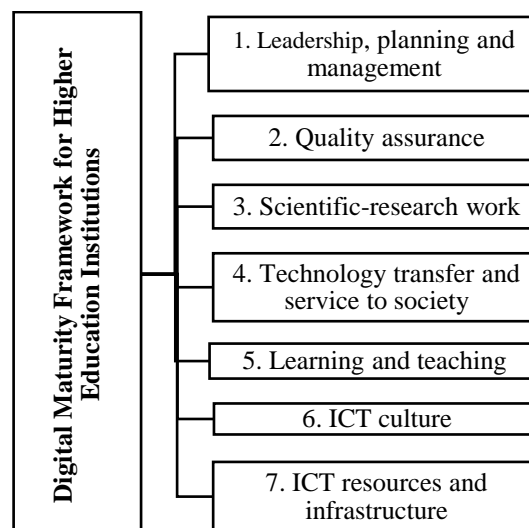 Digital Maturity Framework for Higher
Education Institutions
1. Leadership, planning and
management
2. Quality assurance
3. Scientific-research work
4. Technology transfer and
service to society
5. Learning and teaching
6. ICT culture
7. ICT resources and
infrastructure